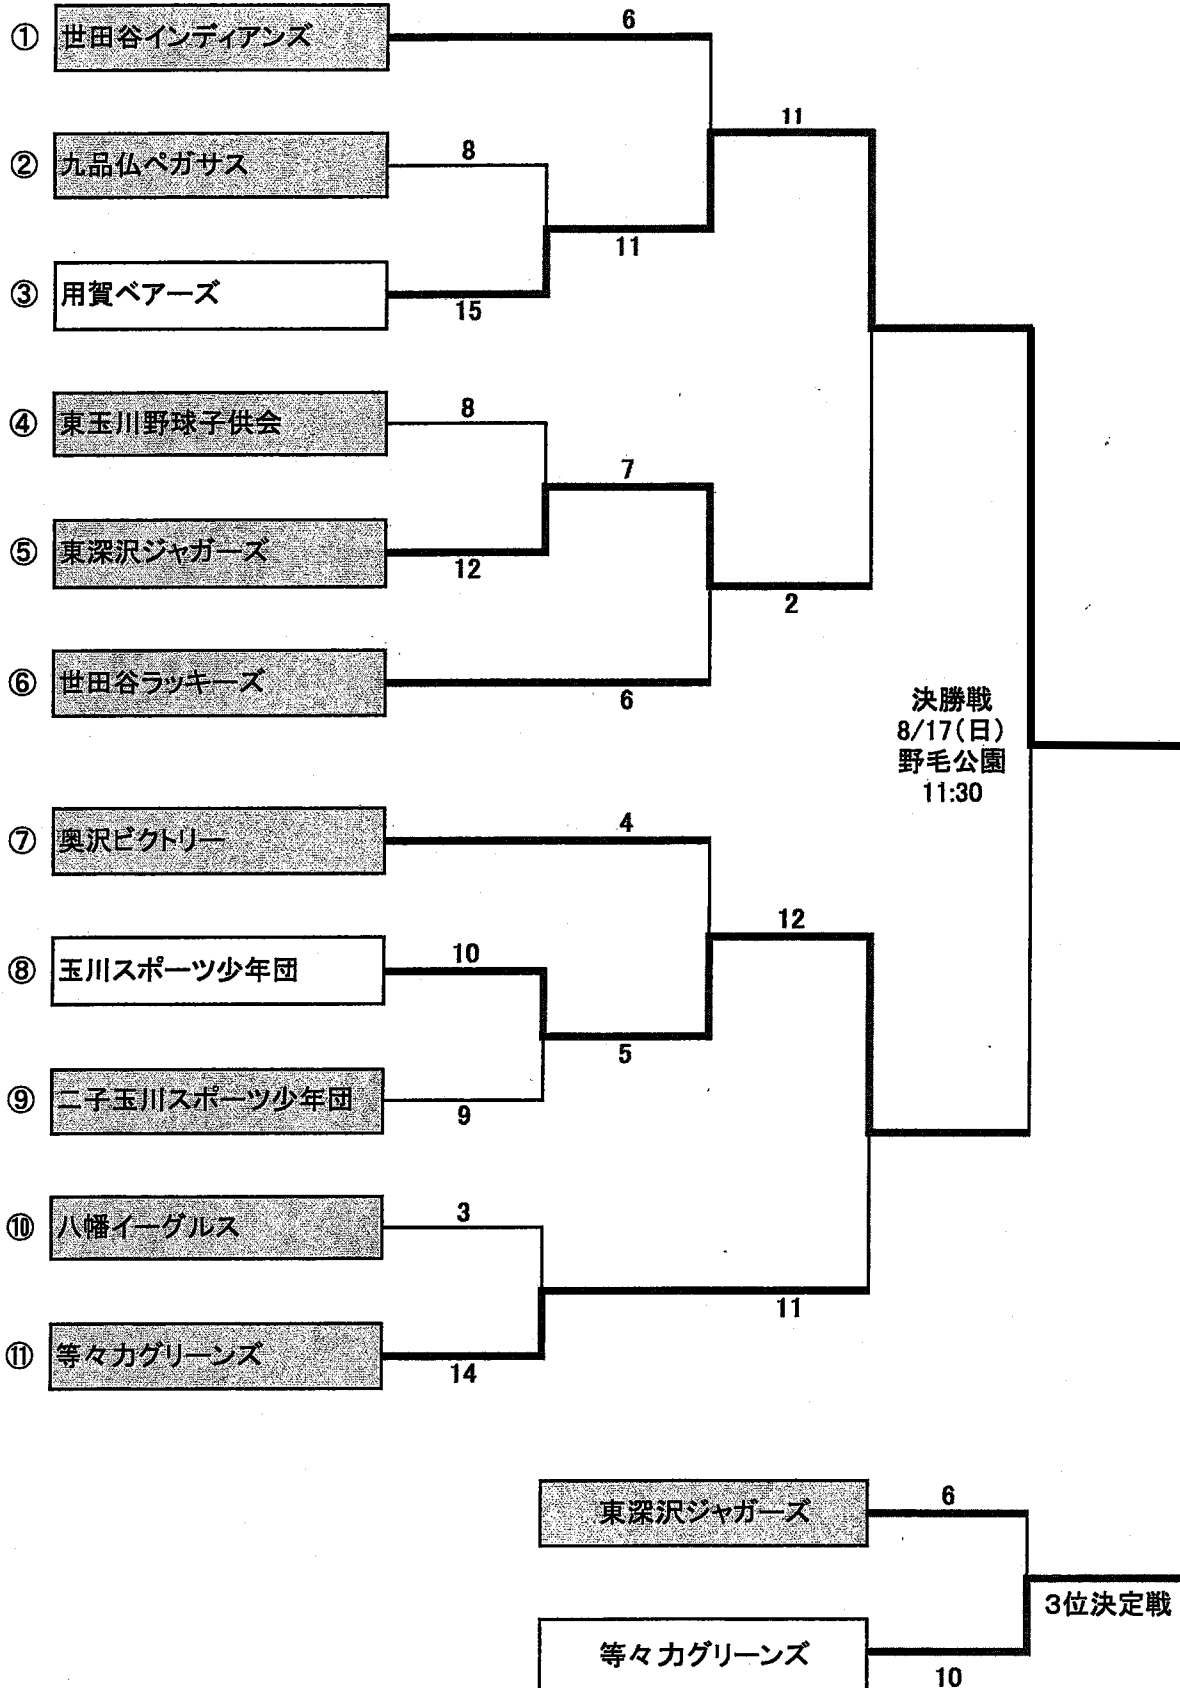 ① 世田谷インディアンズ
6
11
② 九品仏ペガサス
8
11
③ 用賀ベアーズ
15
④ 東玉川野球子供会
8
7
⑤ 東深沢ジャガーズ
12
2
⑥ 世田谷ラッキーズ
6
決勝戦
8/17(日)
野毛公園
11:30
⑦ 奥沢ビクトリー
4
12
⑧ 玉川スポーツ少年団
10
5
⑨ 二子玉川スポーツ少年団
9
⑩ 八幡イーグルス
3
11
⑪ 等々力グリーンズ
14
東深沢ジャガーズ
6
3位決定戦
等々力グリーンズ
10